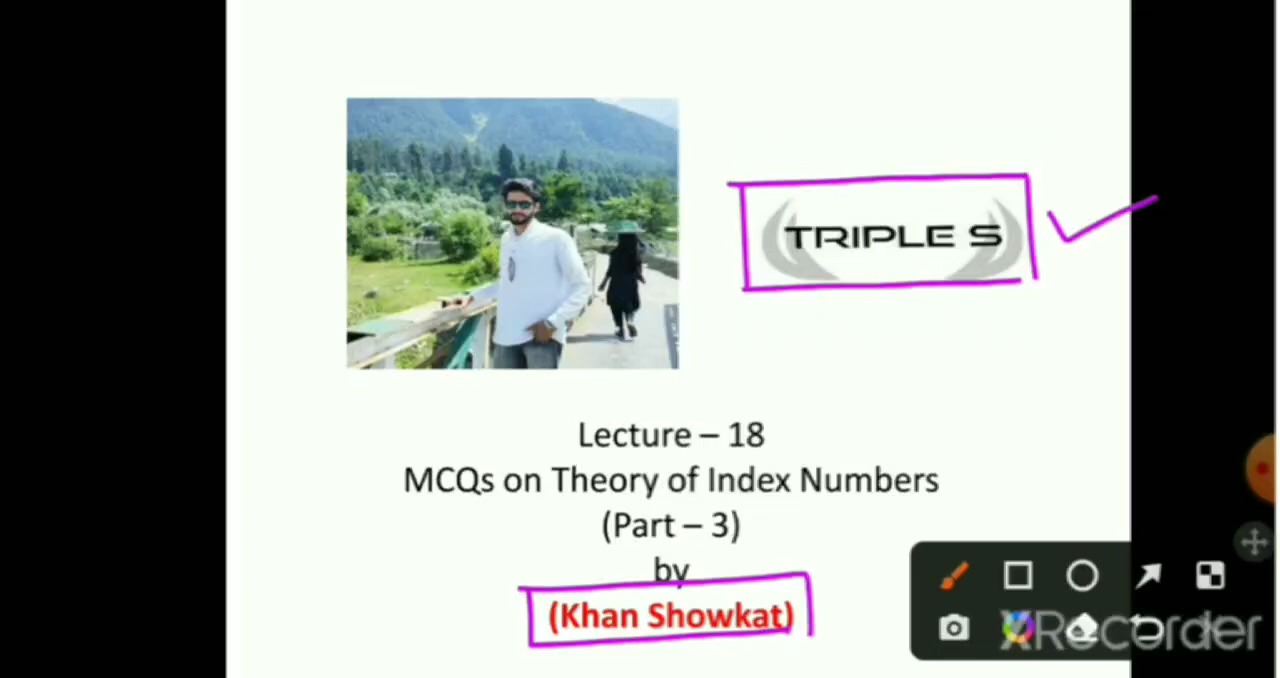 TRIPLE S
Lecture – 18
MCQs on Theory of Index Numbers
(Part – 3)
by
(Khan Showkat)
XRecorder